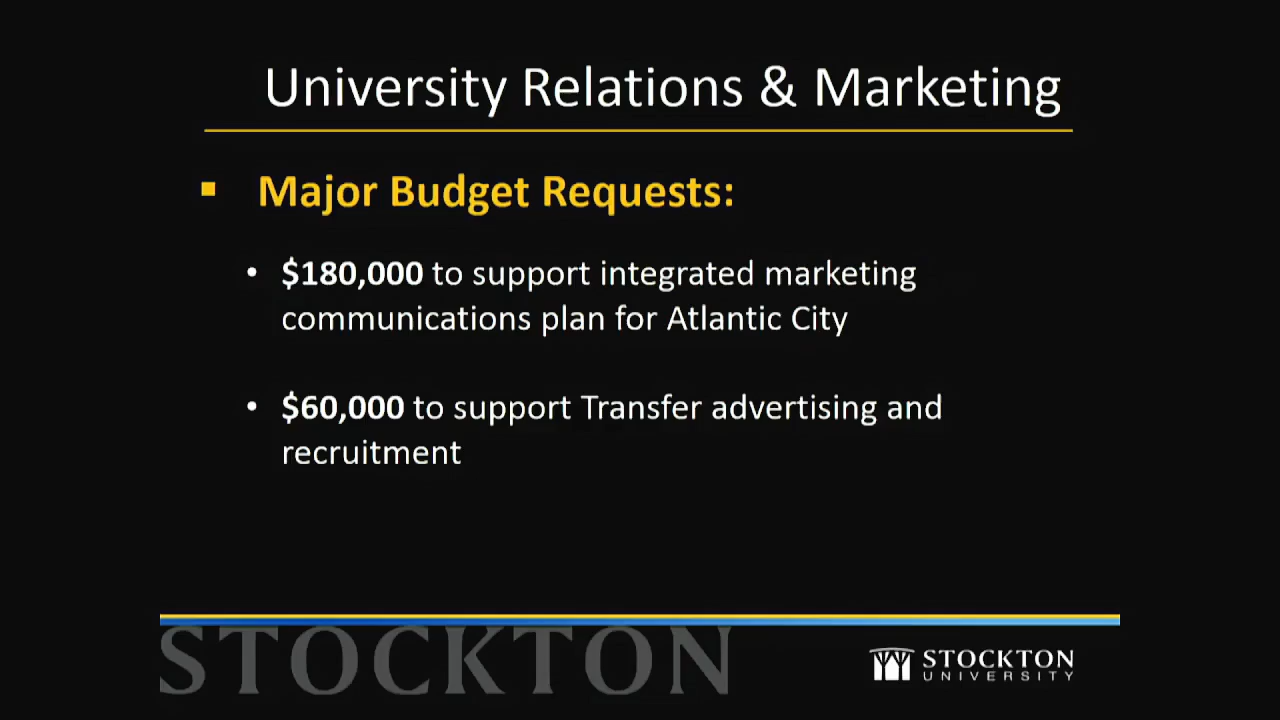 University Relations & Marketing
▪ Major Budget Requests:
• $180,000 to support integrated marketing
communications plan for Atlantic City
• $60,000 to support Transfer advertising and
recruitment
STOCKTON
STOCKTON
UNIVERSITY